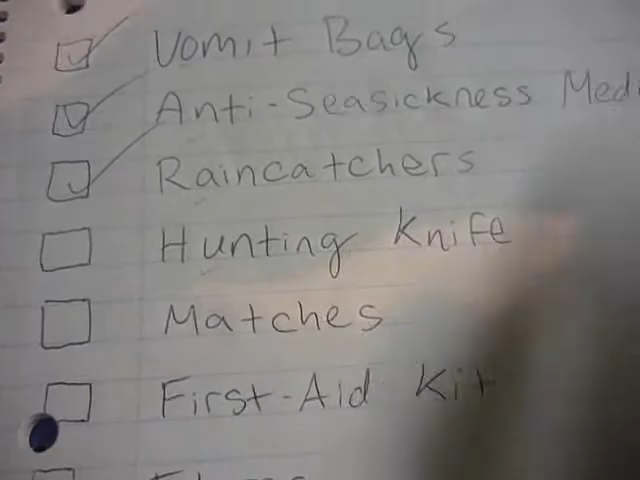 Vomit Bags
Anti-Seasickness Med
Raincatchers
Hunting Knife
Matches
First-Aid Kit